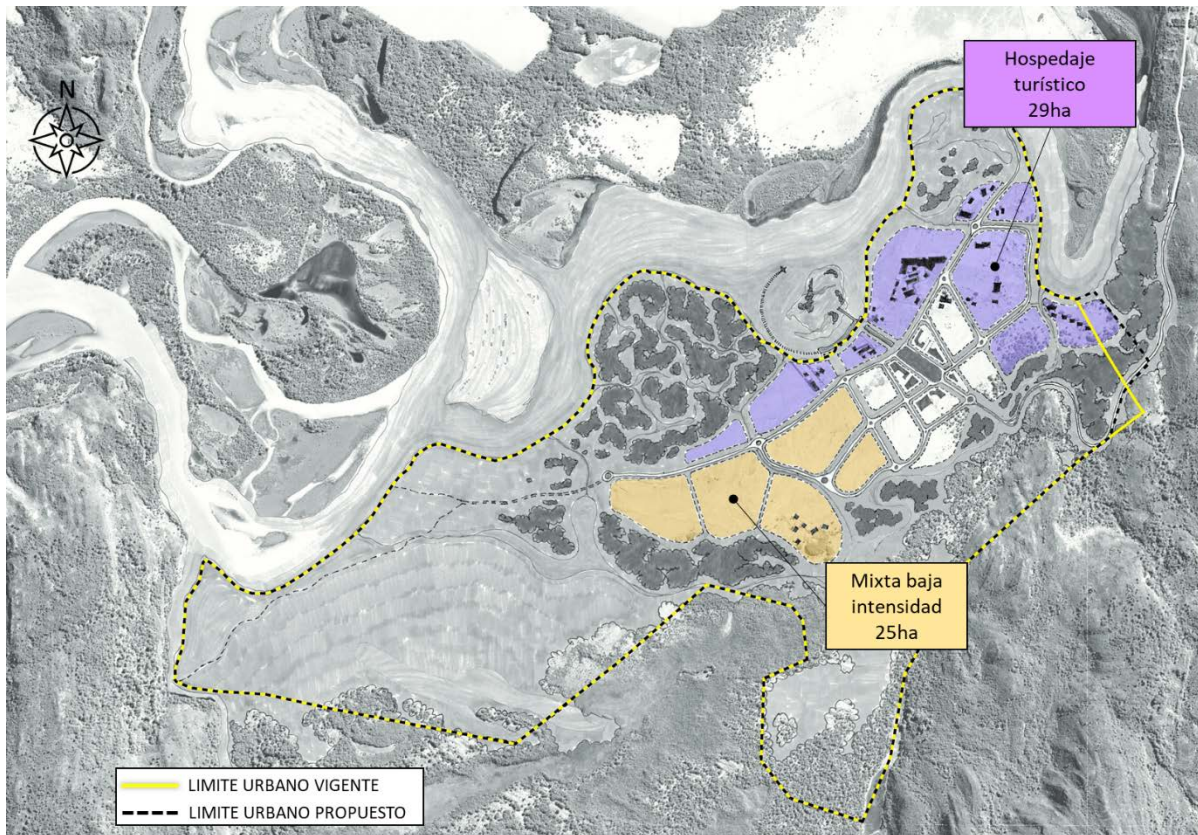 N
Hospedaje
turístico
29ha
Mixta baja
intensidad
25ha
LIMITE URBANO VIGENTE
LIMITE URBANO PROPUESTO